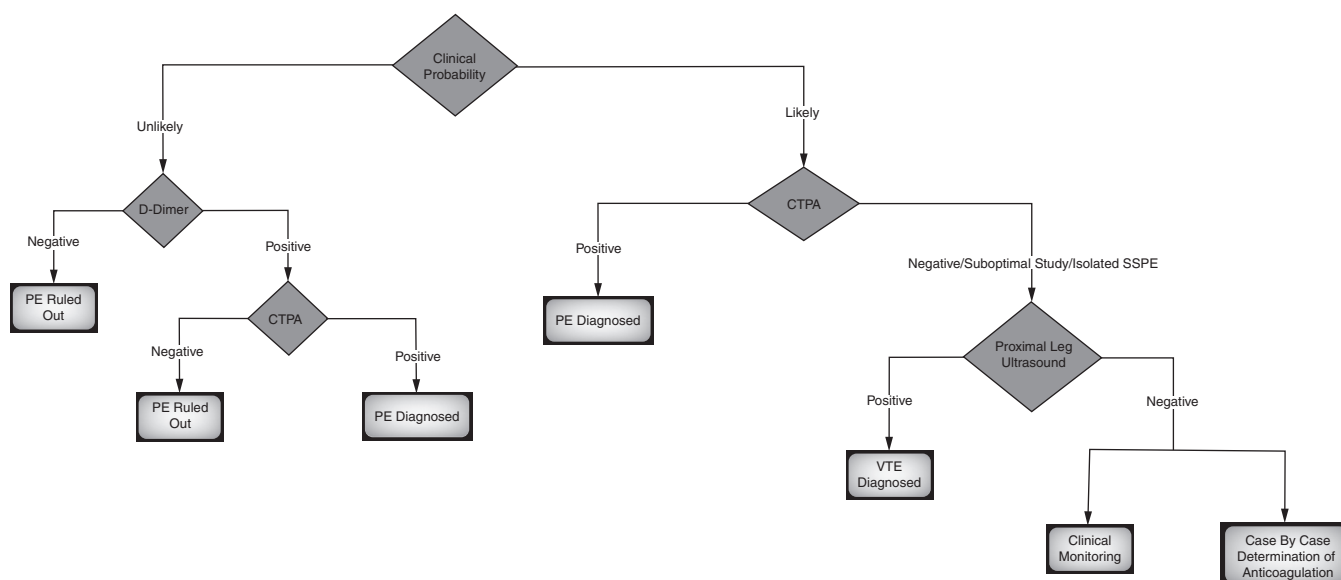 Clinical
Probability
Unlikely
Likely
D-Dimer
CTPA
Negative
Positive
Positive
Negative/Suboptimal Study/Isolated SSPE
PE Ruled
Out
CTPA
PE Diagnosed
Proximal Leg
Ultrasound
Negative
Positive
Positive
Negative
PE Ruled
Out
PE Diagnosed
VTE
Diagnosed
Clinical
Monitoring
Case By Case
Determination of
Anticoagulation